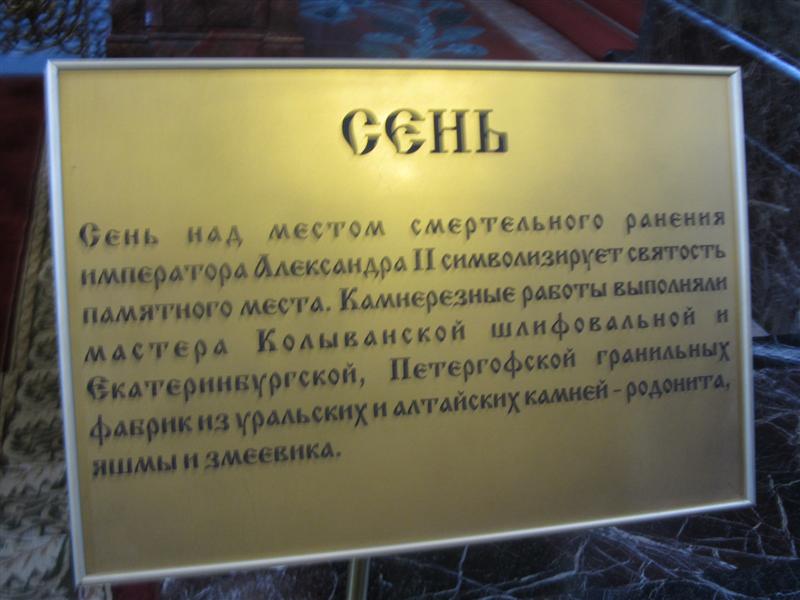 Сень
Сень над местом смертельного ранения
императора Александра II символизирует святость
памятного места. Камнерезные работы выполняли
мастера Колыванской шлифовальной и
Екатеринбургской, Петергофской гранильных
фабрик из уральских и алтайских камней - родонита,
яшмы и змеевика.